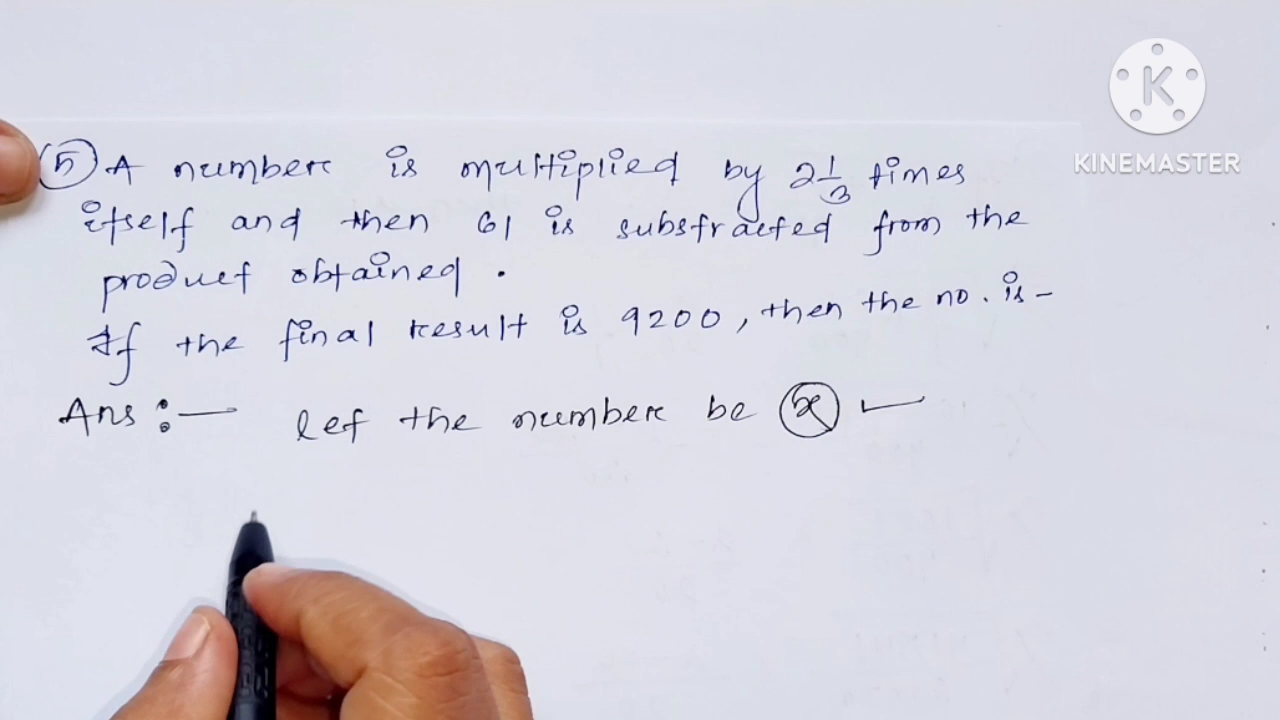 (5) A number is multiplied by 2 1/3 times
itself and then 61 is substracted from the
product obtained.
If the final result is 9200, then the no. is-
Ans :- let the number be x
K
KINEMASTER